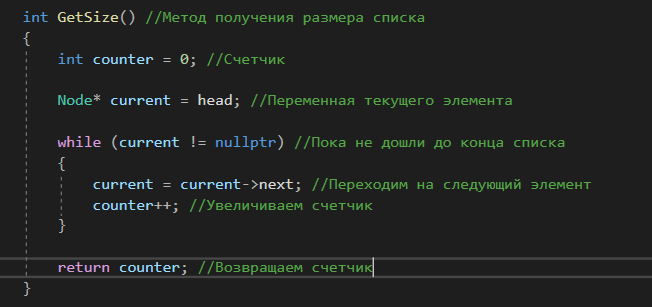 int GetSize() //Метод получения размера списка
{
int counter = 0; //Счетчик
Node* current = head; //Переменная текущего элемента
while (current != nullptr) //Пока не дошли до конца списка
{
current = current->next; //Переходим на следующий элемент
counter++; //Увеличиваем счетчик
}
return counter; //Возвращаем счетчик
}